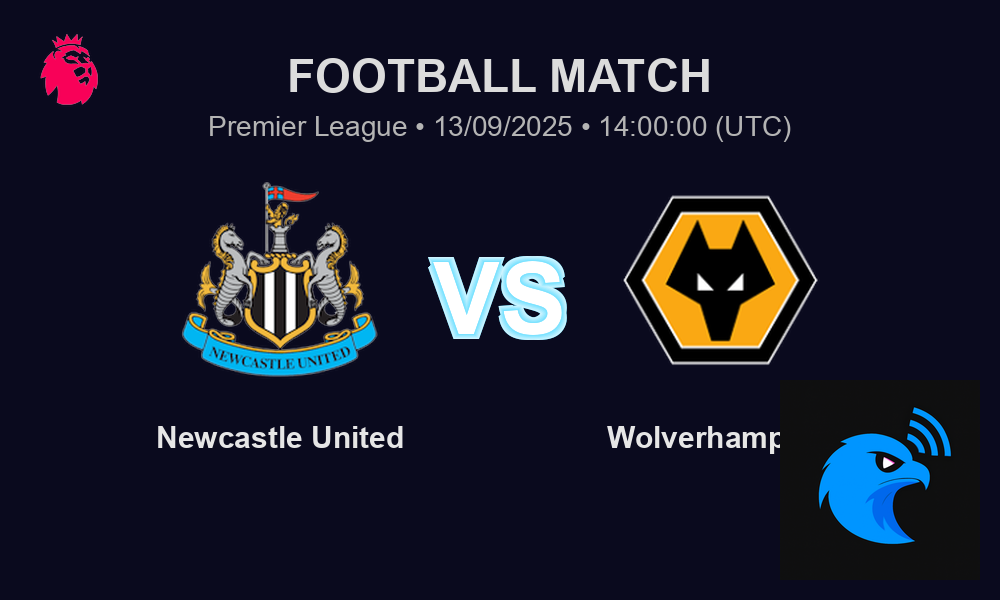 FOOTBALL MATCH
Premier League • 13/09/2025 • 14:00:00 (UTC)
NEWCASTLE UNITED
VS
Newcastle United
Wolverhamp